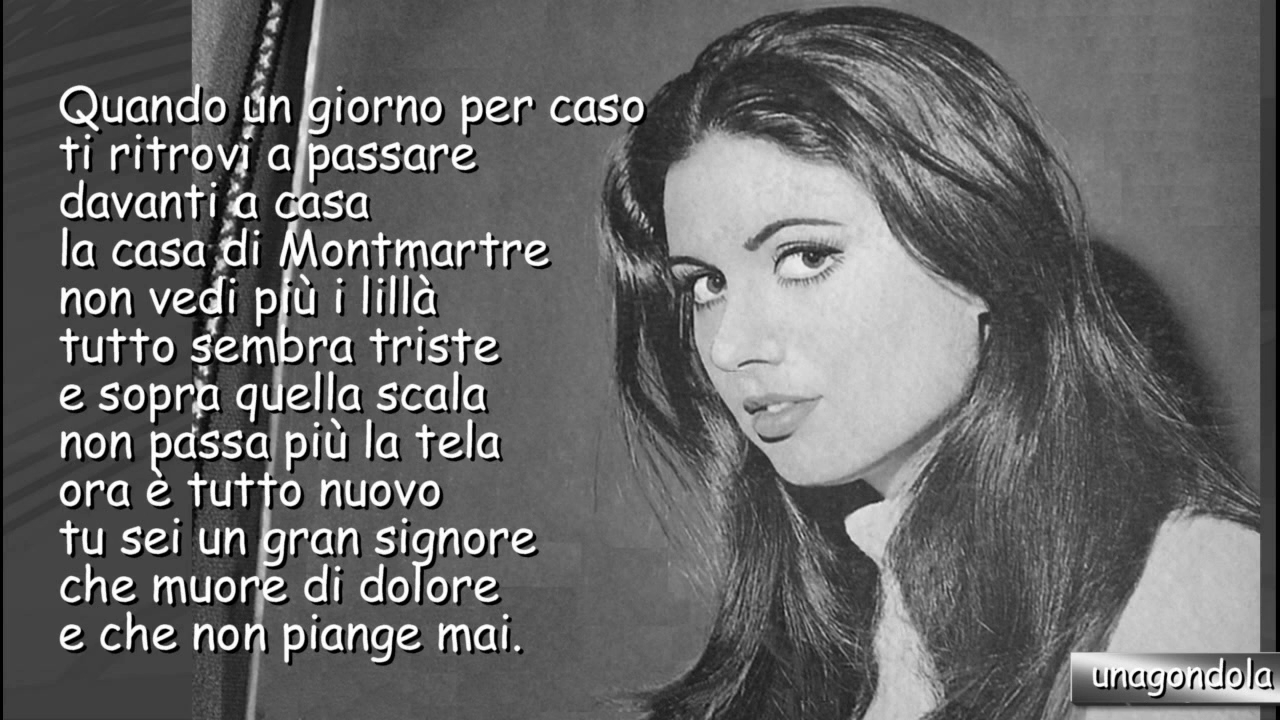 Quando un giorno per caso
ti ritrovi a passare
davanti a casa
la casa di Montmartre
non vedi più i lillà
tutto sembra triste
e sopra quella scala
non passa più la tela
ora è tutto nuovo
tu sei un gran signore
che muore di dolore
e che non piange mai.
unagondola